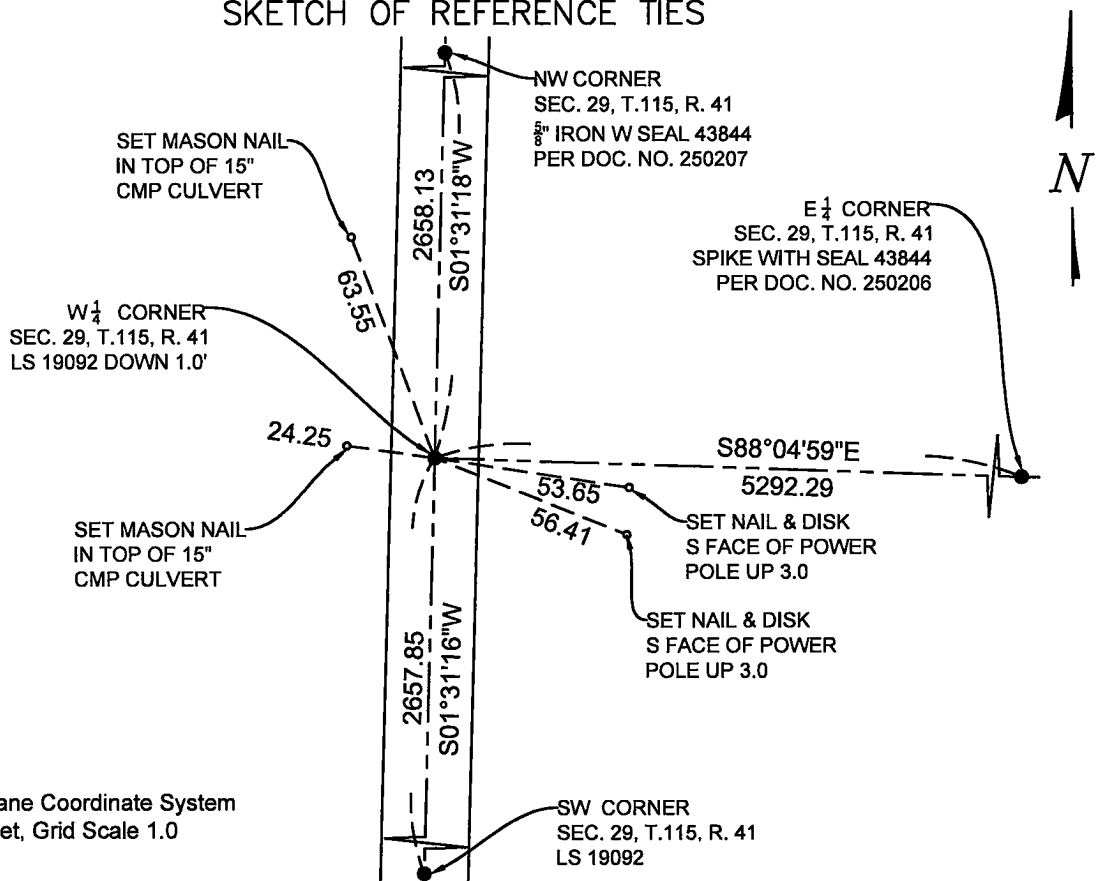 SKETCH OF REFERENCE TIES
NW CORNER
SEC. 29, T.115, R. 41
5/8" IRON W SEAL 43844
PER DOC. NO. 250207
SET MASON NAIL
IN TOP OF 15"
CMP CULVERT
N
2658.13
S01°31'18"W
E 1/4 CORNER
SEC. 29, T.115, R. 41
SPIKE WITH SEAL 43844
PER DOC. NO. 250206
63.55
W 1/4 CORNER
SEC. 29, T.115, R. 41
LS 19092 DOWN 1.0'
24.25
S88°04'59"E
5292.29
53.65
56.41
SET MASON NAIL
IN TOP OF 15"
CMP CULVERT
SET NAIL & DISK
S FACE OF POWER
POLE UP 3.0
SET NAIL & DISK
S FACE OF POWER
POLE UP 3.0
2657.85
S01°31'16"W
ane Coordinate System
et, Grid Scale 1.0
SW CORNER
SEC. 29, T.115, R. 41
LS 19092